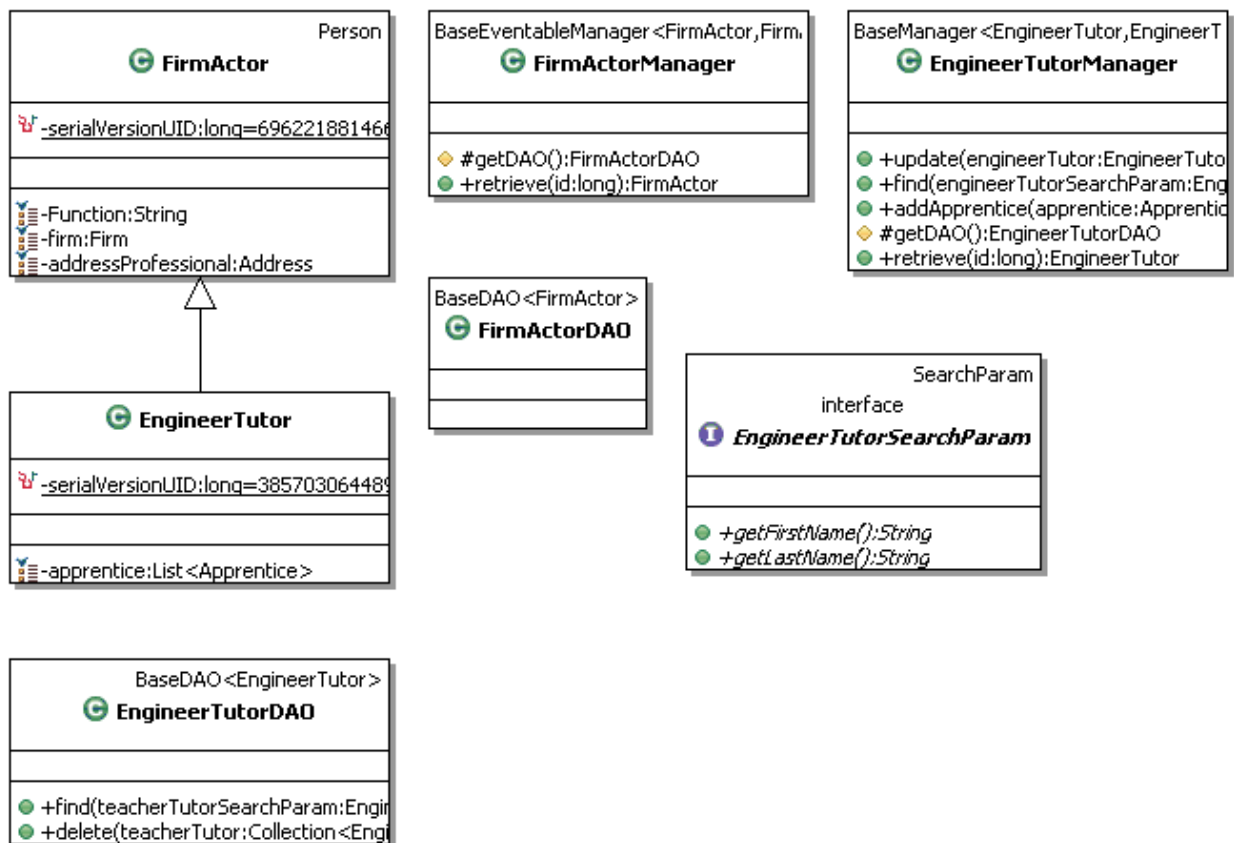 Person
FirmActor
-serialVersionUID:long=696221881466
-Function:String
-firm:Firm
-addressProfessional:Address
BaseEventableManager<FirmActor,Firm
FirmActorManager
#getDAO():FirmActorDAO
+retrieve(id:long):FirmActor
BaseManager<EngineerTutor,EngineerT
EngineerTutorManager
+update(engineerTutor:EngineerTuto
+find(engineerTutorSearchParam:Eng
+addApprentice(apprentice:Apprentic
#getDAO():EngineerTutorDAO
+retrieve(id:long):EngineerTutor
BaseDAO<FirmActor>
FirmActorDAO
SearchParam
interface
EngineerTutorSearchParam
+getFirstName():String
+getLastName():String
EngineerTutor
-serialVersionUID:long=385703064489
-apprentice:List<Apprentice>
BaseDAO<EngineerTutor>
EngineerTutorDAO
+find(teacherTutorSearchParam:Engin
+delete(teacherTutor:Collection<Engi